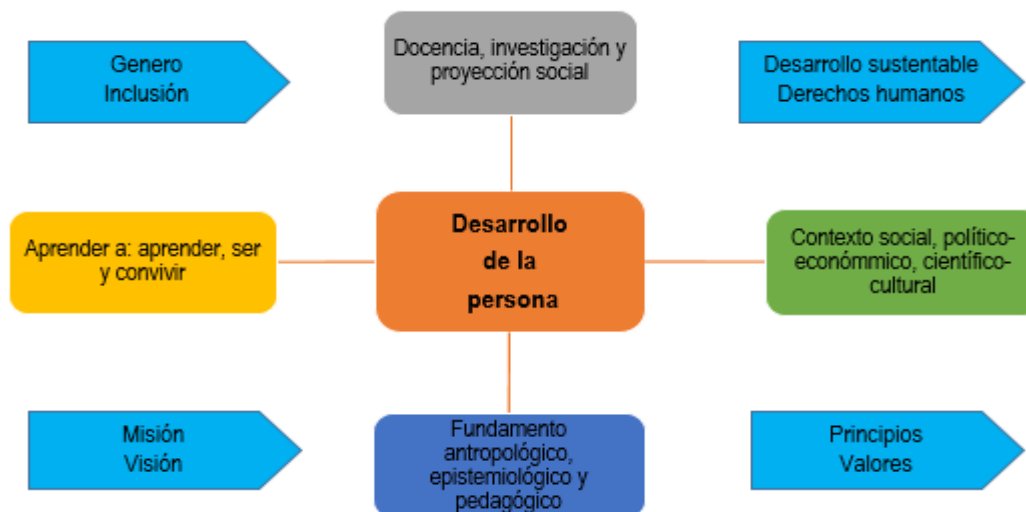 Genero
Inclusión
Docencia, investigación y
proyección social
Desarrollo sustentable
Derechos humanos
Aprender a: aprender, ser
y convivir
Desarrollo
de la
persona
Contexto social, político-
económmico, científico-
cultural
Misión
Visión
Fundamento
antropológico,
epistemiológico y
pedagógico
Principios
Valores